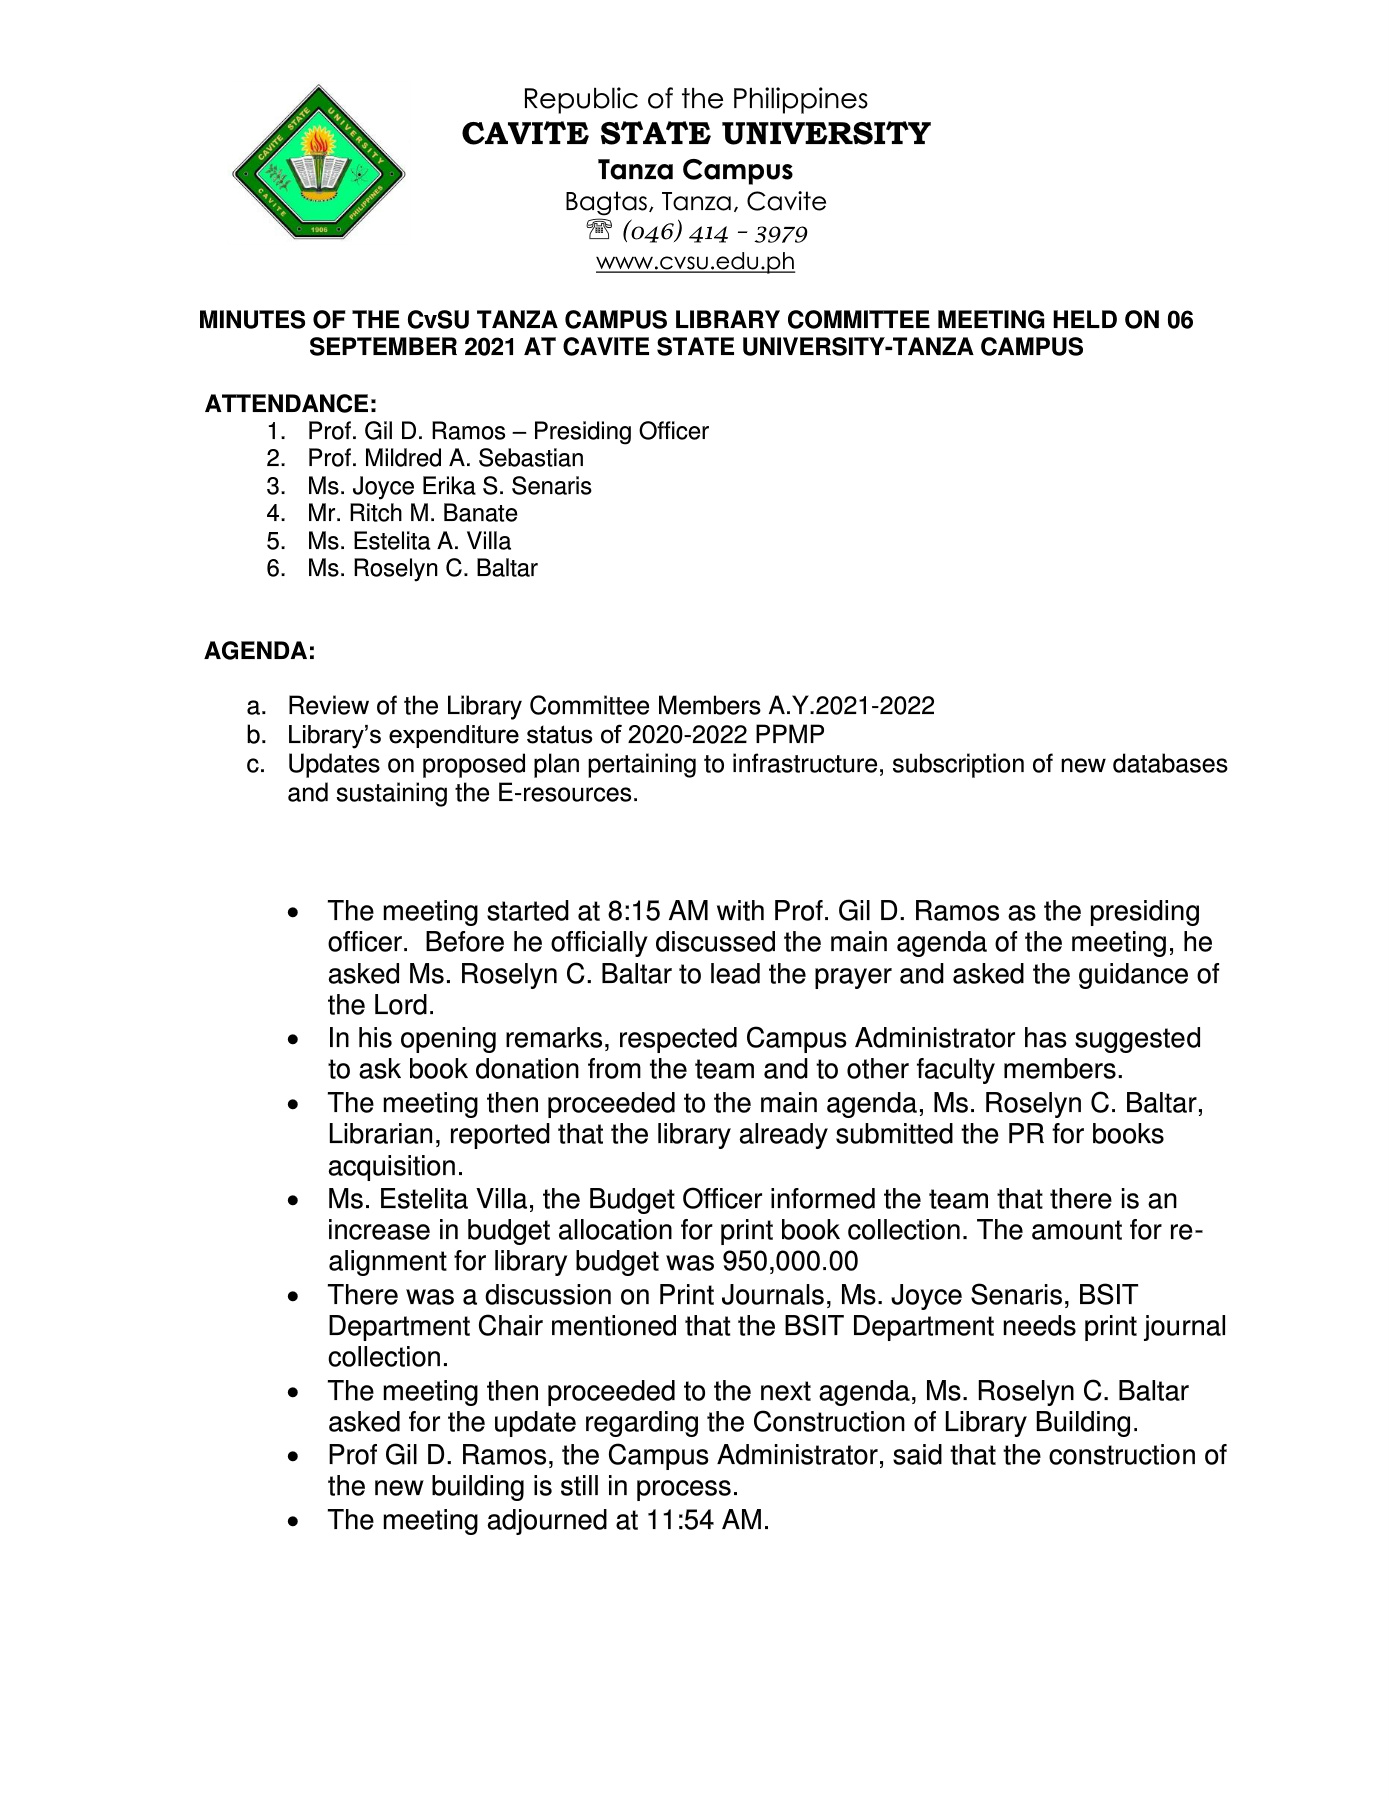 CAVITE STATE UNIVERSITY
CAVITE
PHILIPPINES
1906
Republic of the Philippines
CAVITE STATE UNIVERSITY
Tanza Campus
Bagtas, Tanza, Cavite
☏ (046) 414 – 3979
www.cvsu.edu.ph
MINUTES OF THE CvSU TANZA CAMPUS LIBRARY COMMITTEE MEETING HELD ON 06
SEPTEMBER 2021 AT CAVITE STATE UNIVERSITY-TANZA CAMPUS
ATTENDANCE:
1. Prof. Gil D. Ramos – Presiding Officer
2. Prof. Mildred A. Sebastian
3. Ms. Joyce Erika S. Senaris
4. Mr. Ritch M. Banate
5. Ms. Estelita A. Villa
6. Ms. Roselyn C. Baltar
AGENDA:
a. Review of the Library Committee Members A.Y.2021-2022
b. Library’s expenditure status of 2020-2022 PPMP
c. Updates on proposed plan pertaining to infrastructure, subscription of new databases
and sustaining the E-resources.
• The meeting started at 8:15 AM with Prof. Gil D. Ramos as the presiding
officer.  Before he officially discussed the main agenda of the meeting, he
asked Ms. Roselyn C. Baltar to lead the prayer and asked the guidance of
the Lord.
• In his opening remarks, respected Campus Administrator has suggested
to ask book donation from the team and to other faculty members.
• The meeting then proceeded to the main agenda, Ms. Roselyn C. Baltar,
Librarian, reported that the library already submitted the PR for books
acquisition.
• Ms. Estelita Villa, the Budget Officer informed the team that there is an
increase in budget allocation for print book collection. The amount for re-
alignment for library budget was 950,000.00
• There was a discussion on Print Journals, Ms. Joyce Senaris, BSIT
Department Chair mentioned that the BSIT Department needs print journal
collection.
• The meeting then proceeded to the next agenda, Ms. Roselyn C. Baltar
asked for the update regarding the Construction of Library Building.
• Prof Gil D. Ramos, the Campus Administrator, said that the construction of
the new building is still in process.
• The meeting adjourned at 11:54 AM.